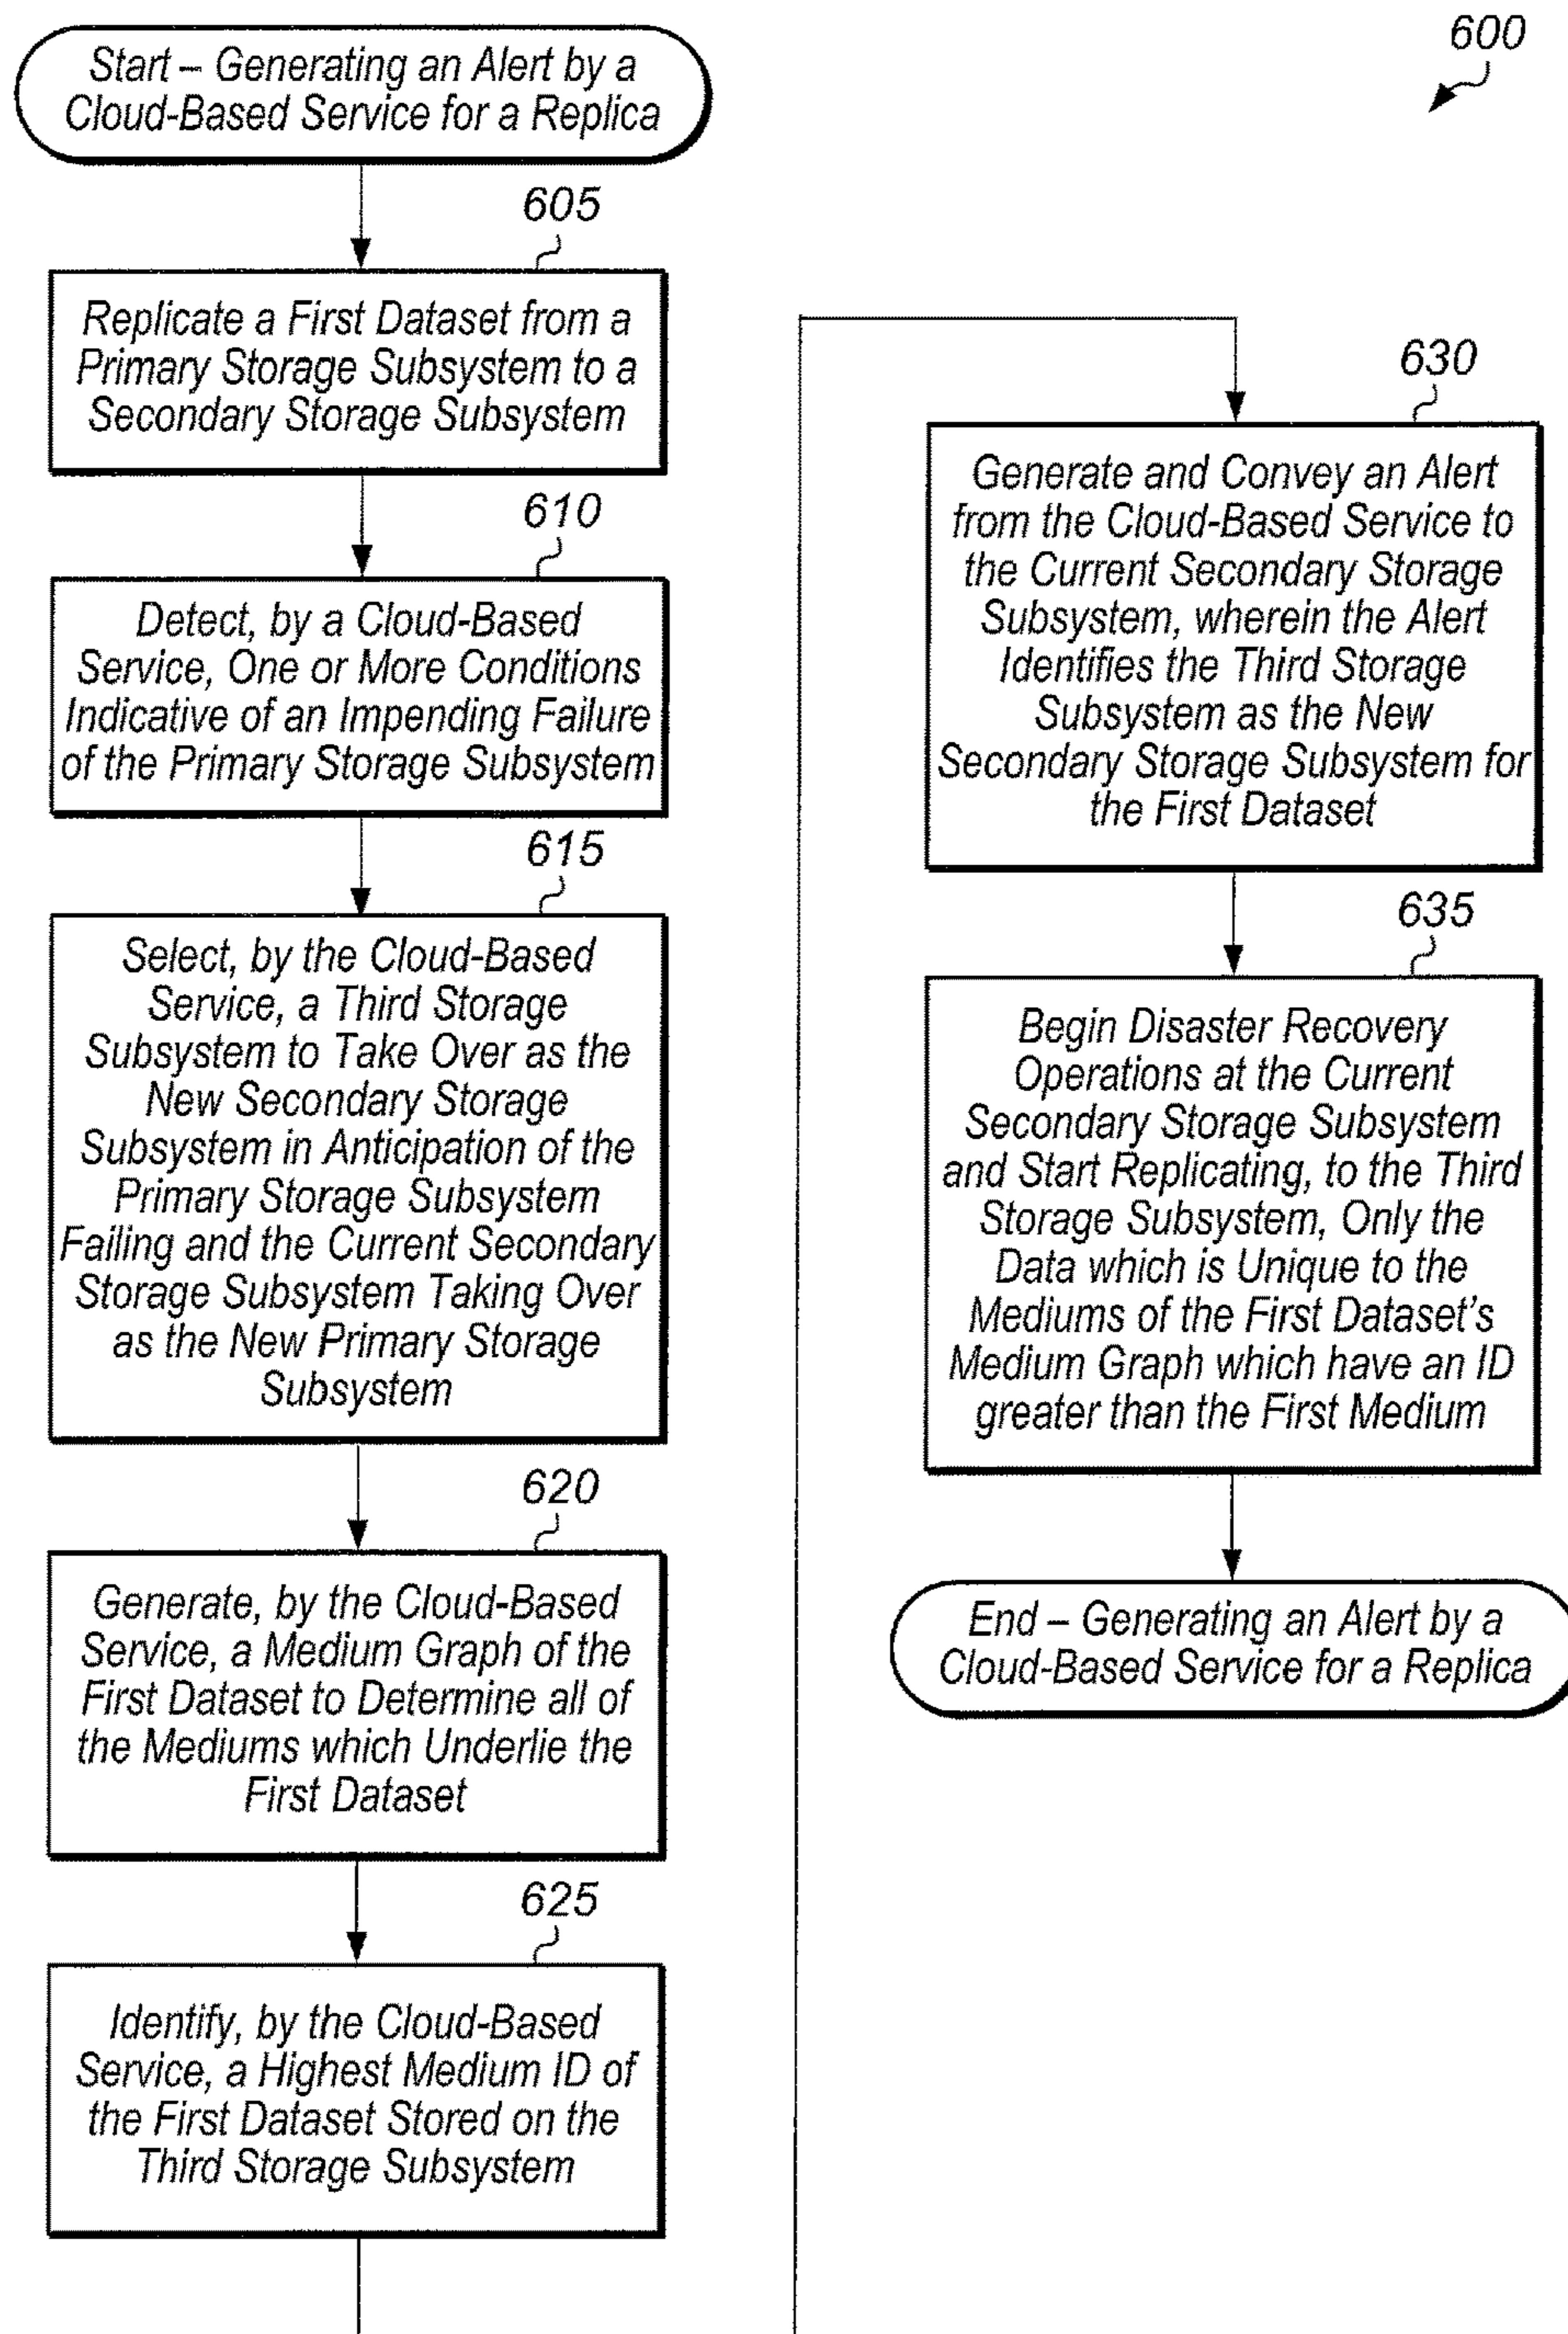 600
Start – Generating an Alert by a
Cloud-Based Service for a Replica
605
Replicate a First Dataset from a
Primary Storage Subsystem to a
Secondary Storage Subsystem
610
Detect, by a Cloud-Based
Service, One or More Conditions
Indicative of an Impending Failure
of the Primary Storage Subsystem
615
Select, by the Cloud-Based
Service, a Third Storage
Subsystem to Take Over as the
New Secondary Storage
Subsystem in Anticipation of the
Primary Storage Subsystem
Failing and the Current Secondary
Storage Subsystem Taking Over
as the New Primary Storage
Subsystem
620
Generate, by the Cloud-Based
Service, a Medium Graph of the
First Dataset to Determine all of
the Mediums which Underlie the
First Dataset
625
Identify, by the Cloud-Based
Service, a Highest Medium ID of
the First Dataset Stored on the
Third Storage Subsystem
630
Generate and Convey an Alert
from the Cloud-Based Service to
the Current Secondary Storage
Subsystem, wherein the Alert
Identifies the Third Storage
Subsystem as the New
Secondary Storage Subsystem for
the First Dataset
635
Begin Disaster Recovery
Operations at the Current
Secondary Storage Subsystem
and Start Replicating, to the Third
Storage Subsystem, Only the
Data which is Unique to the
Mediums of the First Dataset's
Medium Graph which have an ID
greater than the First Medium
End – Generating an Alert by a
Cloud-Based Service for a Replica